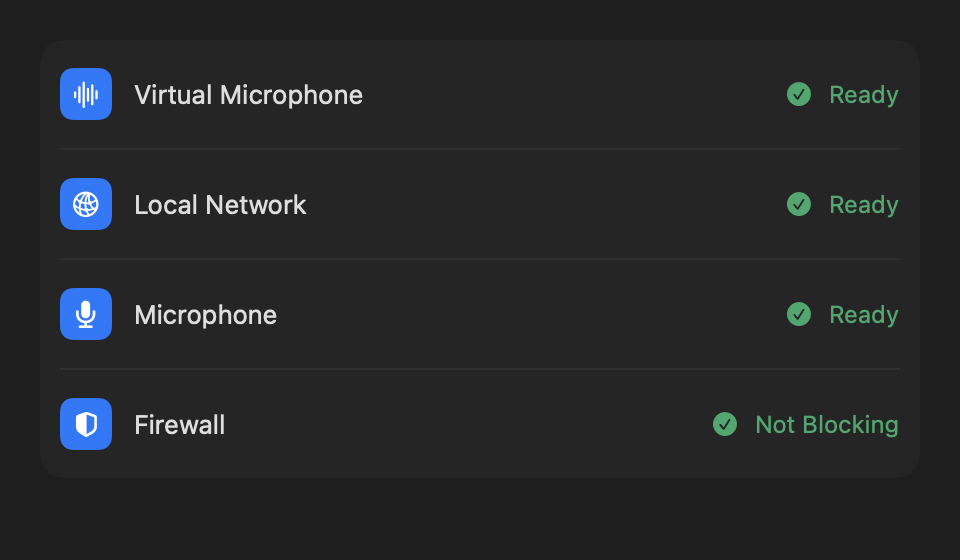 Virtual Microphone Ready
Local Network Ready
Microphone Ready
Firewall Not Blocking